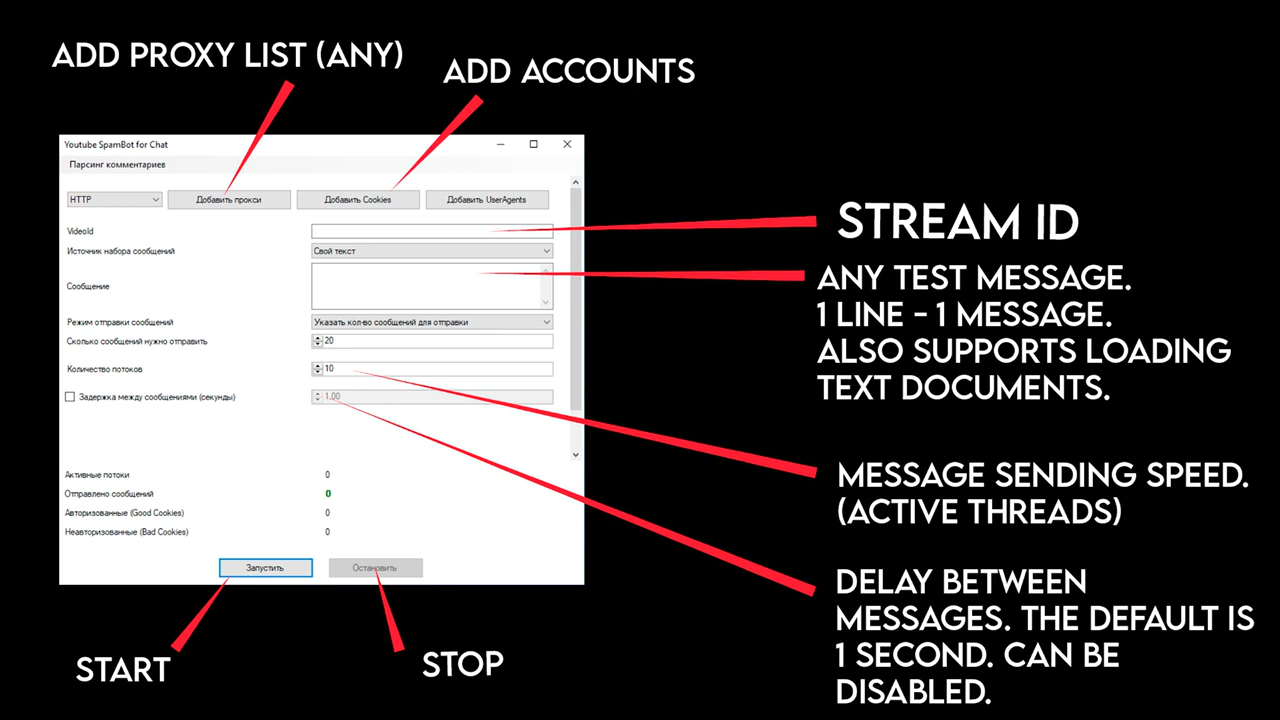 ADD PROXY LIST (ANY)
ADD ACCOUNTS
Youtube SpamBot for Chat
Парсинг комментариев
HTTP
Добавить прокси
Добавить Cookies
Добавить UserAgents
VideoId
STREAM ID
Источник набора сообщений
Свой текст
Сообщение
ANY TEST MESSAGE.
1 LINE - 1 MESSAGE.
ALSO SUPPORTS LOADING
TEXT DOCUMENTS.
Режим отправки сообщений
Указать кол-во сообщений для отправки
Сколько сообщений нужно отправить
20
Количество потоков
10
Задержка между сообщениями (секунды)
1.00
MESSAGE SENDING SPEED.
(ACTIVE THREADS)
Активные потоки
0
Отправлено сообщений
0
Авторизованные (Good Cookies)
0
Неавторизованные (Bad Cookies)
0
Запустить
Остановить
DELAY BETWEEN
MESSAGES. THE DEFAULT IS
1 SECOND. CAN BE
DISABLED.
START
STOP